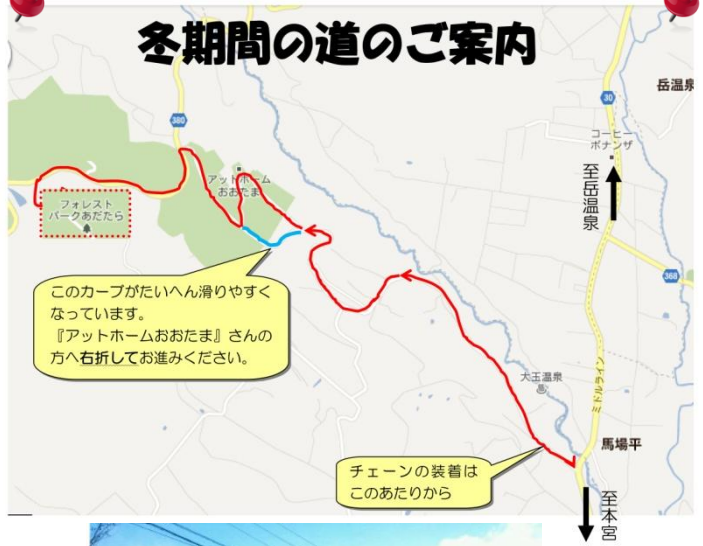 冬期間の道のご案内
岳温泉
30
380
コーヒー
ボナンザ
至岳温泉
アットホーム
おおたま
フォレスト
パークあだたら
368
このカーブがたいへん滑りやすく
なっています。
『アットホームおおたま』さんの
方へ右折してお進みください。
大玉温泉
ミドルライン
馬場平
チェーンの装着は
このあたりから
至本宮